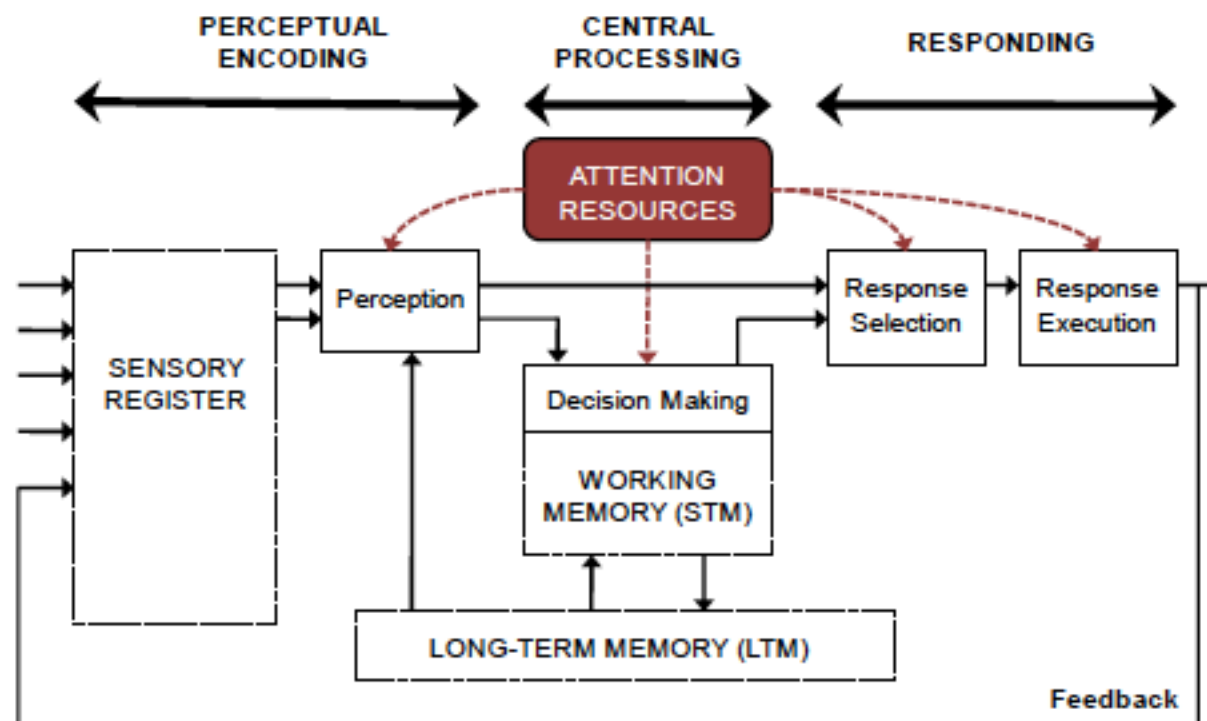 PERCEPTUAL
ENCODING
CENTRAL
PROCESSING
RESPONDING
ATTENTION
RESOURCES
SENSORY
REGISTER
Perception
Response
Selection
Response
Execution
Decision Making
WORKING
MEMORY (STM)
LONG-TERM MEMORY (LTM)
Feedback